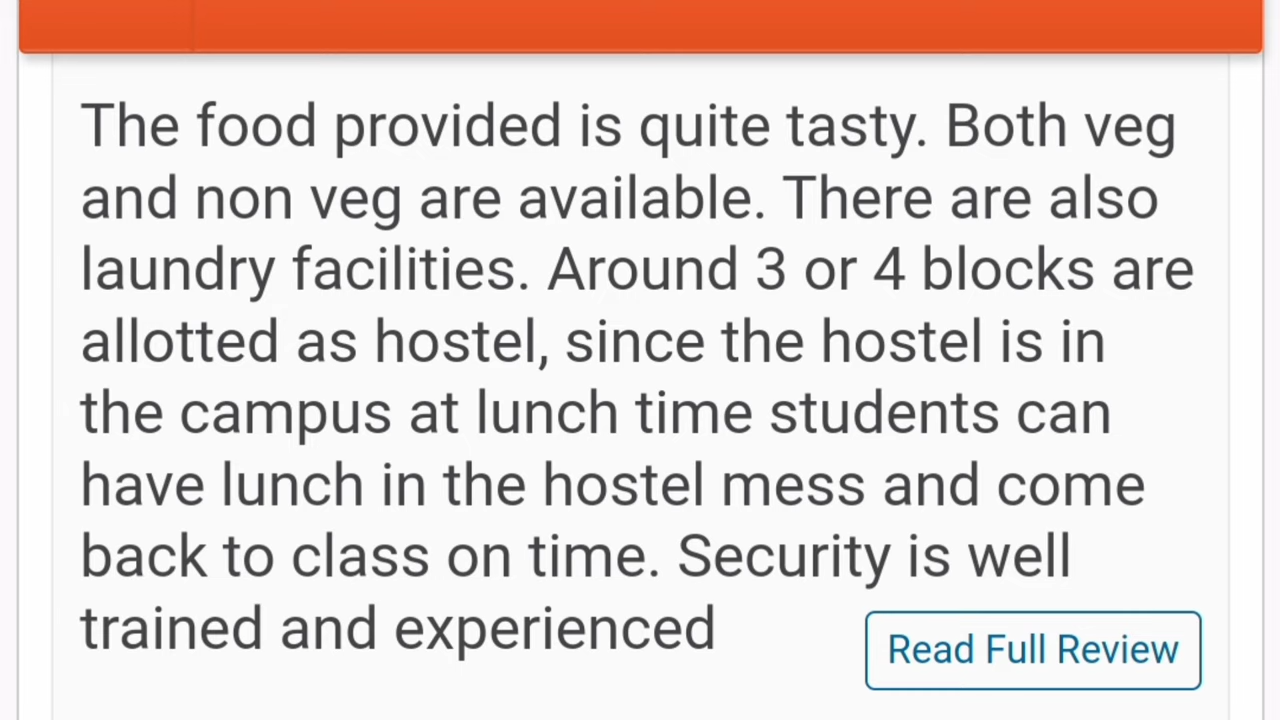 The food provided is quite tasty. Both veg
and non veg are available. There are also
laundry facilities. Around 3 or 4 blocks are
allotted as hostel, since the hostel is in
the campus at lunch time students can
have lunch in the hostel mess and come
back to class on time. Security is well
trained and experienced
Read Full Review